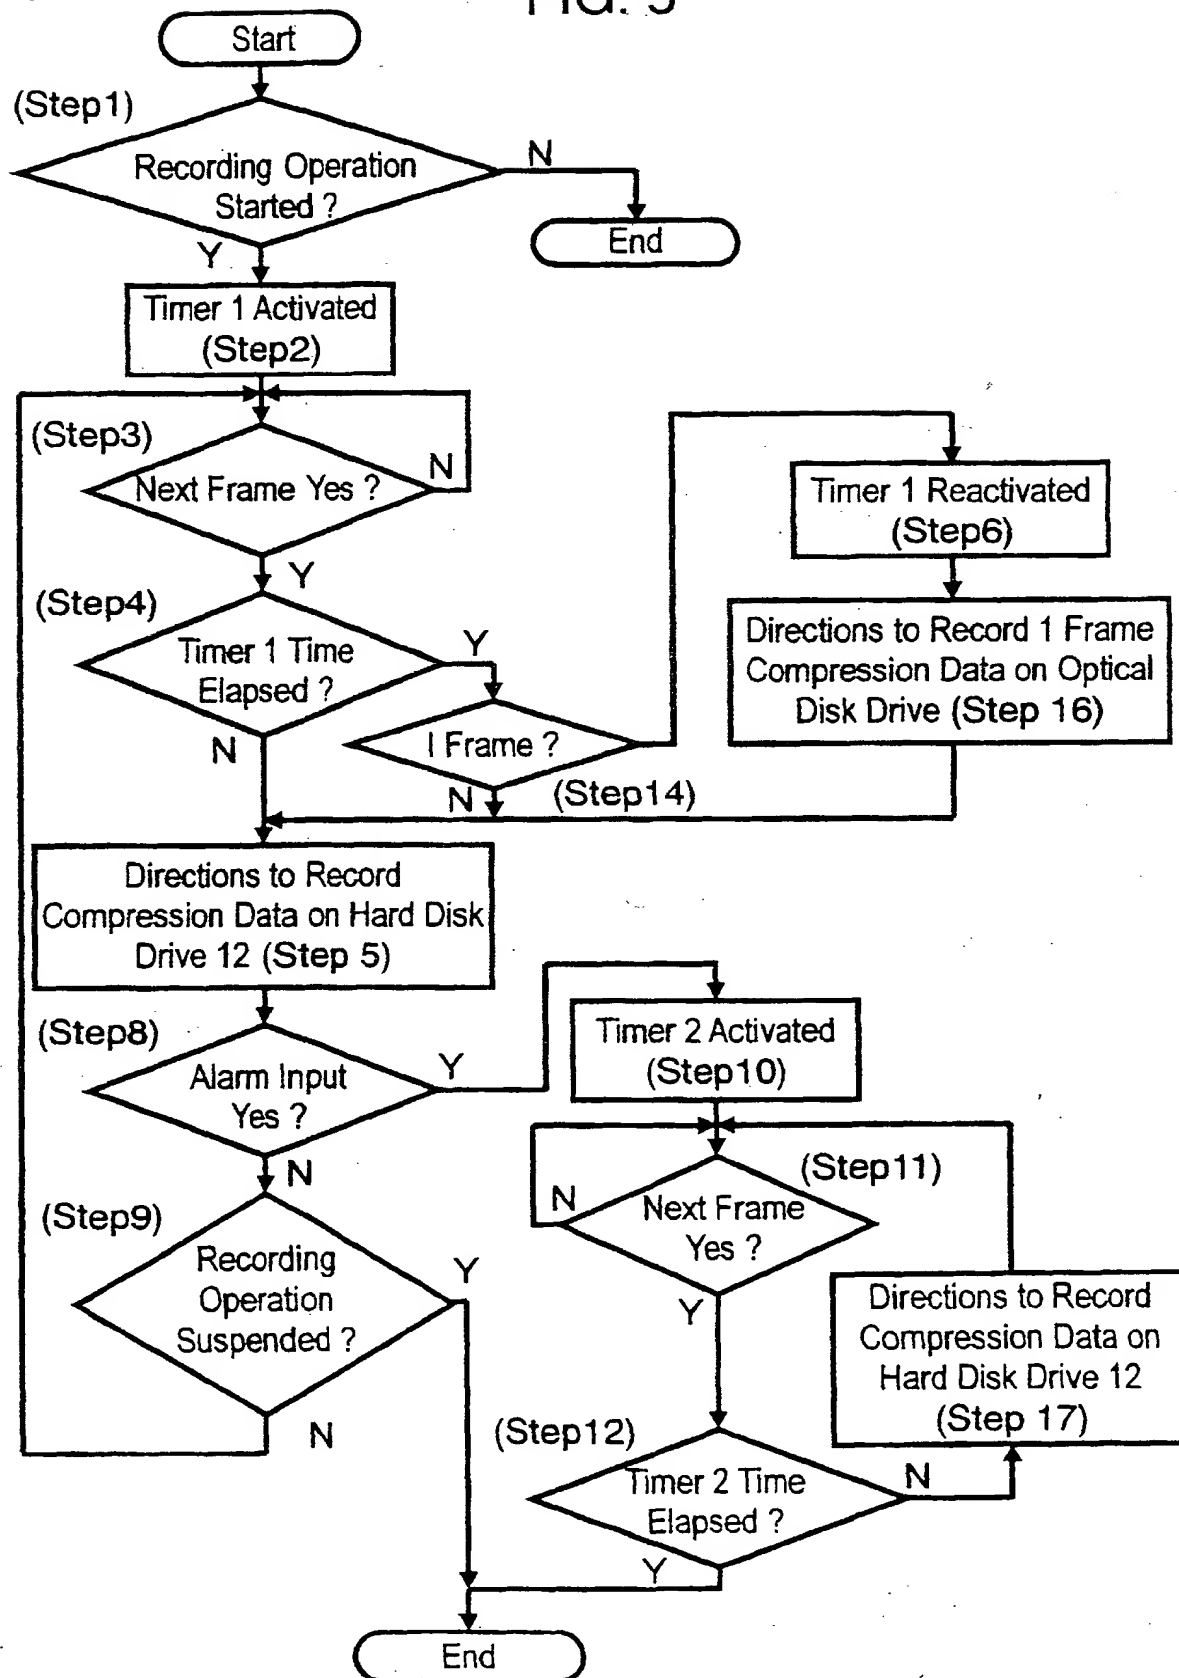 FIG. 5
Start
(Step1)
Recording Operation
Started ?
N
End
Y
Timer 1 Activated
(Step2)
(Step3)
Next Frame Yes ?
N
Y
Timer 1 Reactivated
(Step6)
(Step4)
Timer 1 Time
Elapsed ?
Y
N
Directions to Record 1 Frame
Compression Data on Optical
Disk Drive (Step 16)
I Frame ?
N
(Step14)
Directions to Record
Compression Data on Hard Disk
Drive 12 (Step 5)
(Step8)
Alarm Input
Yes ?
Y
N
Timer 2 Activated
(Step10)
(Step11)
Next Frame
Yes ?
N
Y
(Step9)
Recording
Operation
Suspended ?
Y
N
Directions to Record
Compression Data on
Hard Disk Drive 12
(Step 17)
(Step12)
Timer 2 Time
Elapsed ?
N
Y
End